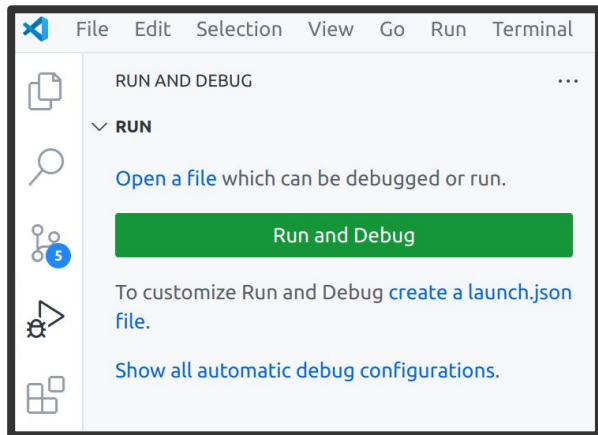 File Edit Selection View Go Run Terminal
RUN AND DEBUG ...
RUN
Open a file which can be debugged or run.
Run and Debug
5
To customize Run and Debug create a launch.json
file.
Show all automatic debug configurations.